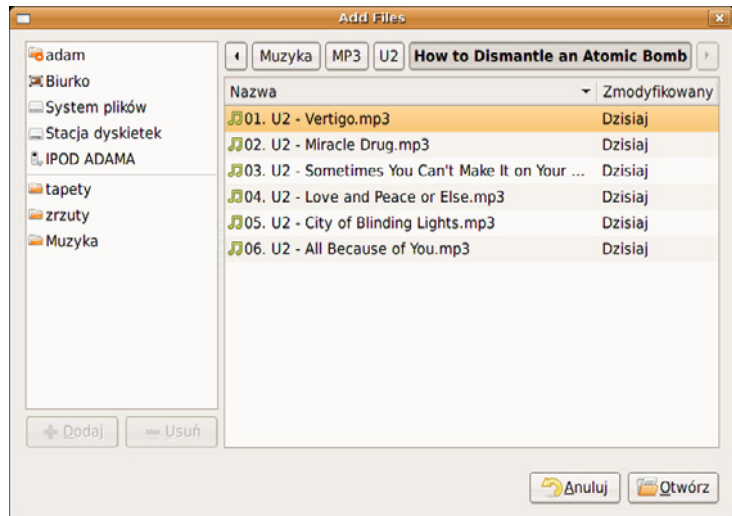 Add Files
adam
Biurko
System plików
Stacja dyskietek
IPOD ADAMA
tapety
zrzuty
Muzyka
Dodaj
Usuń
Muzyka MP3 U2 How to Dismantle an Atomic Bomb
Nazwa Zmodyfikowany
01. U2 - Vertigo.mp3 Dzisiaj
02. U2 - Miracle Drug.mp3 Dzisiaj
03. U2 - Sometimes You Can't Make It on Your ... Dzisiaj
04. U2 - Love and Peace or Else.mp3 Dzisiaj
05. U2 - City of Blinding Lights.mp3 Dzisiaj
06. U2 - All Because of You.mp3 Dzisiaj
Anuluj Otwórz